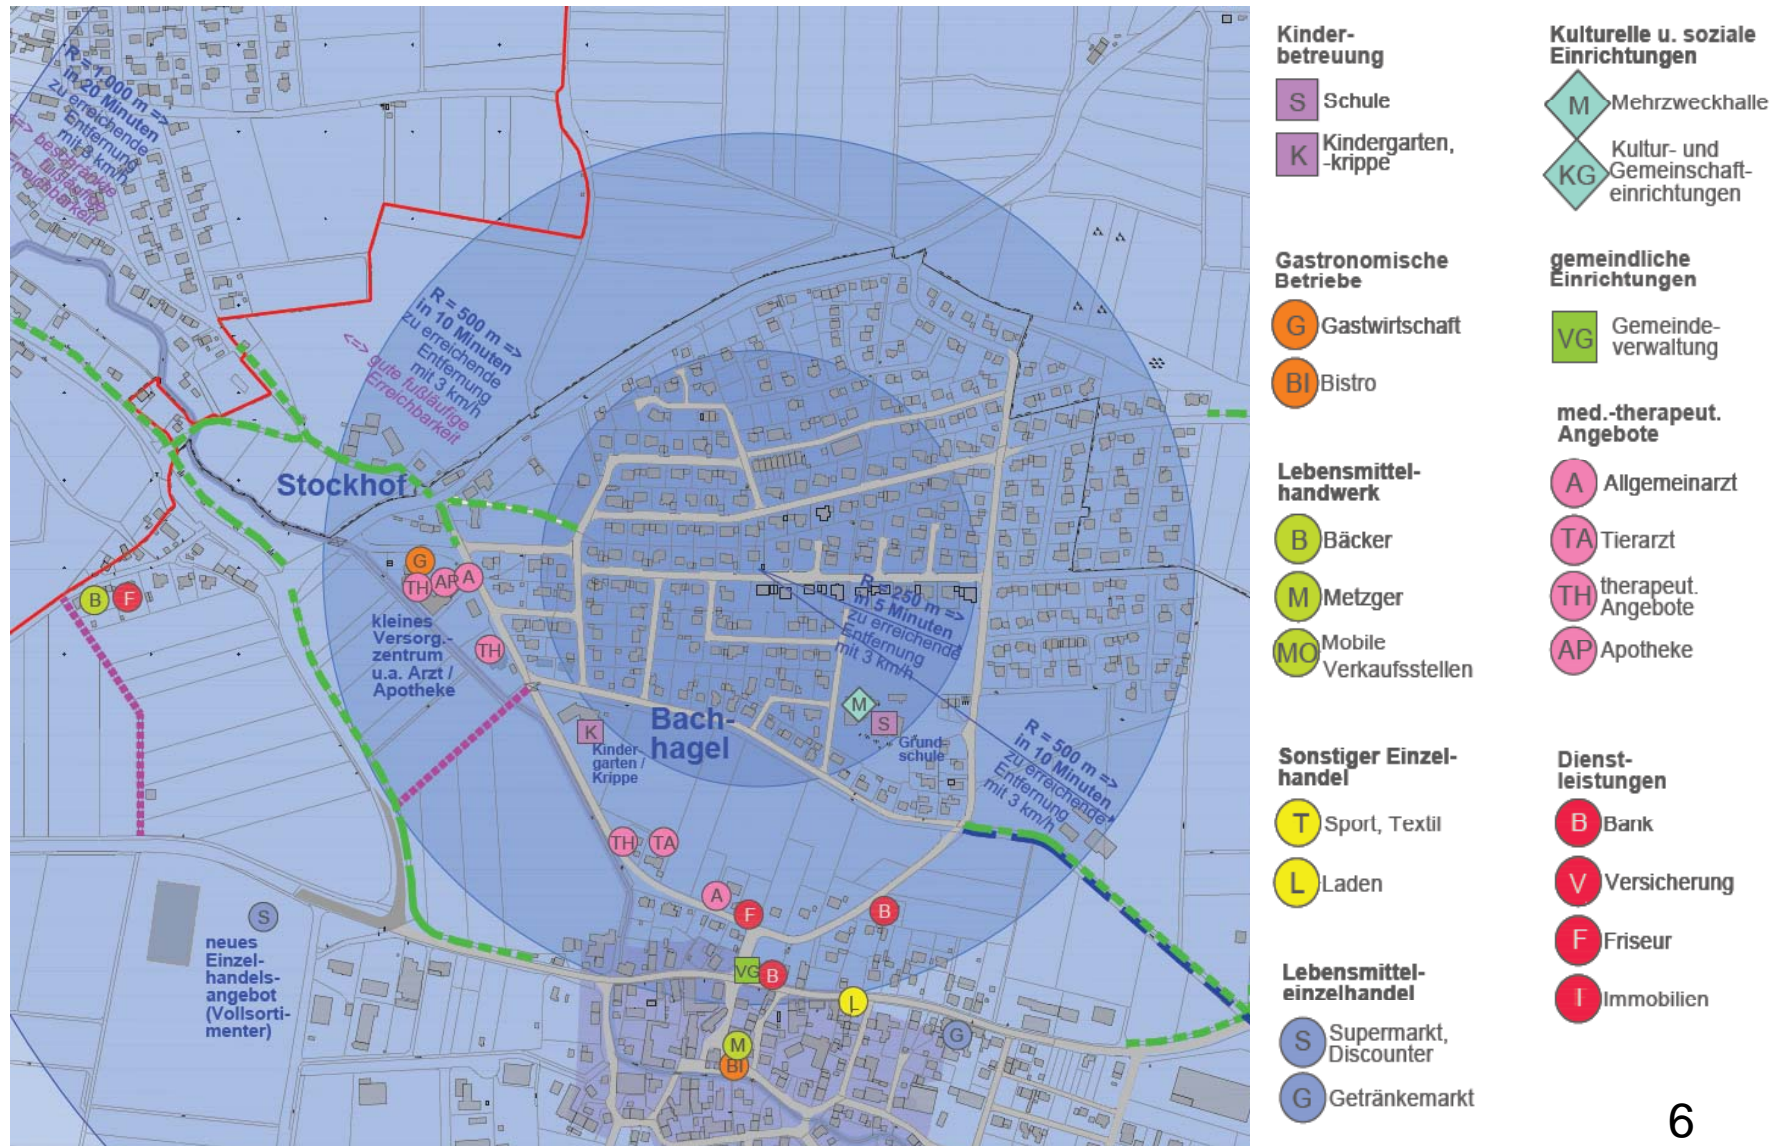 R = 1.000 m =>
in 20 Minuten
zu erreichende
Entfernung
mit 3 km/h
<=> beschränkte
fußläufige
Erreichbarkeit
R = 500 m =>
in 10 Minuten
zu erreichende
Entfernung
mit 3 km/h
<=> gute fußläufige
Erreichbarkeit
Stockhof
G
TH
AP
A
B
F
kleines
Versorg.-
zentrum
u.a. Arzt /
Apotheke
TH
R = 250 m =>
in 5 Minuten
zu erreichende
Entfernung
mit 3 km/h
M
S
Grund
schule
Bach-
hagel
K
Kinder-
garten /
Krippe
R = 500 m =>
in 10 Minuten
zu erreichende
Entfernung
mit 3 km/h
TH
TA
A
F
B
S
neues
Einzel-
handels-
angebot
(Vollsorti-
menter)
VG
B
L
G
M
BI
Kinder-
betreuung
S Schule
K Kindergarten,
-krippe
Gastronomische
Betriebe
G Gastwirtschaft
BI Bistro
Lebensmittel-
handwerk
B Bäcker
M Metzger
MO Mobile
Verkaufsstellen
Sonstiger Einzel-
handel
T Sport, Textil
L Laden
Lebensmittel-
einzelhandel
S Supermarkt,
Discounter
G Getränkemarkt
Kulturelle u. soziale
Einrichtungen
M Mehrzweckhalle
KG Kultur- und
Gemeinschaft-
einrichtungen
gemeindliche
Einrichtungen
VG Gemeinde-
verwaltung
med.-therapeut.
Angebote
A Allgemeinarzt
TA Tierarzt
TH therapeut.
Angebote
AP Apotheke
Dienst-
leistungen
B Bank
V Versicherung
F Friseur
I Immobilien
6